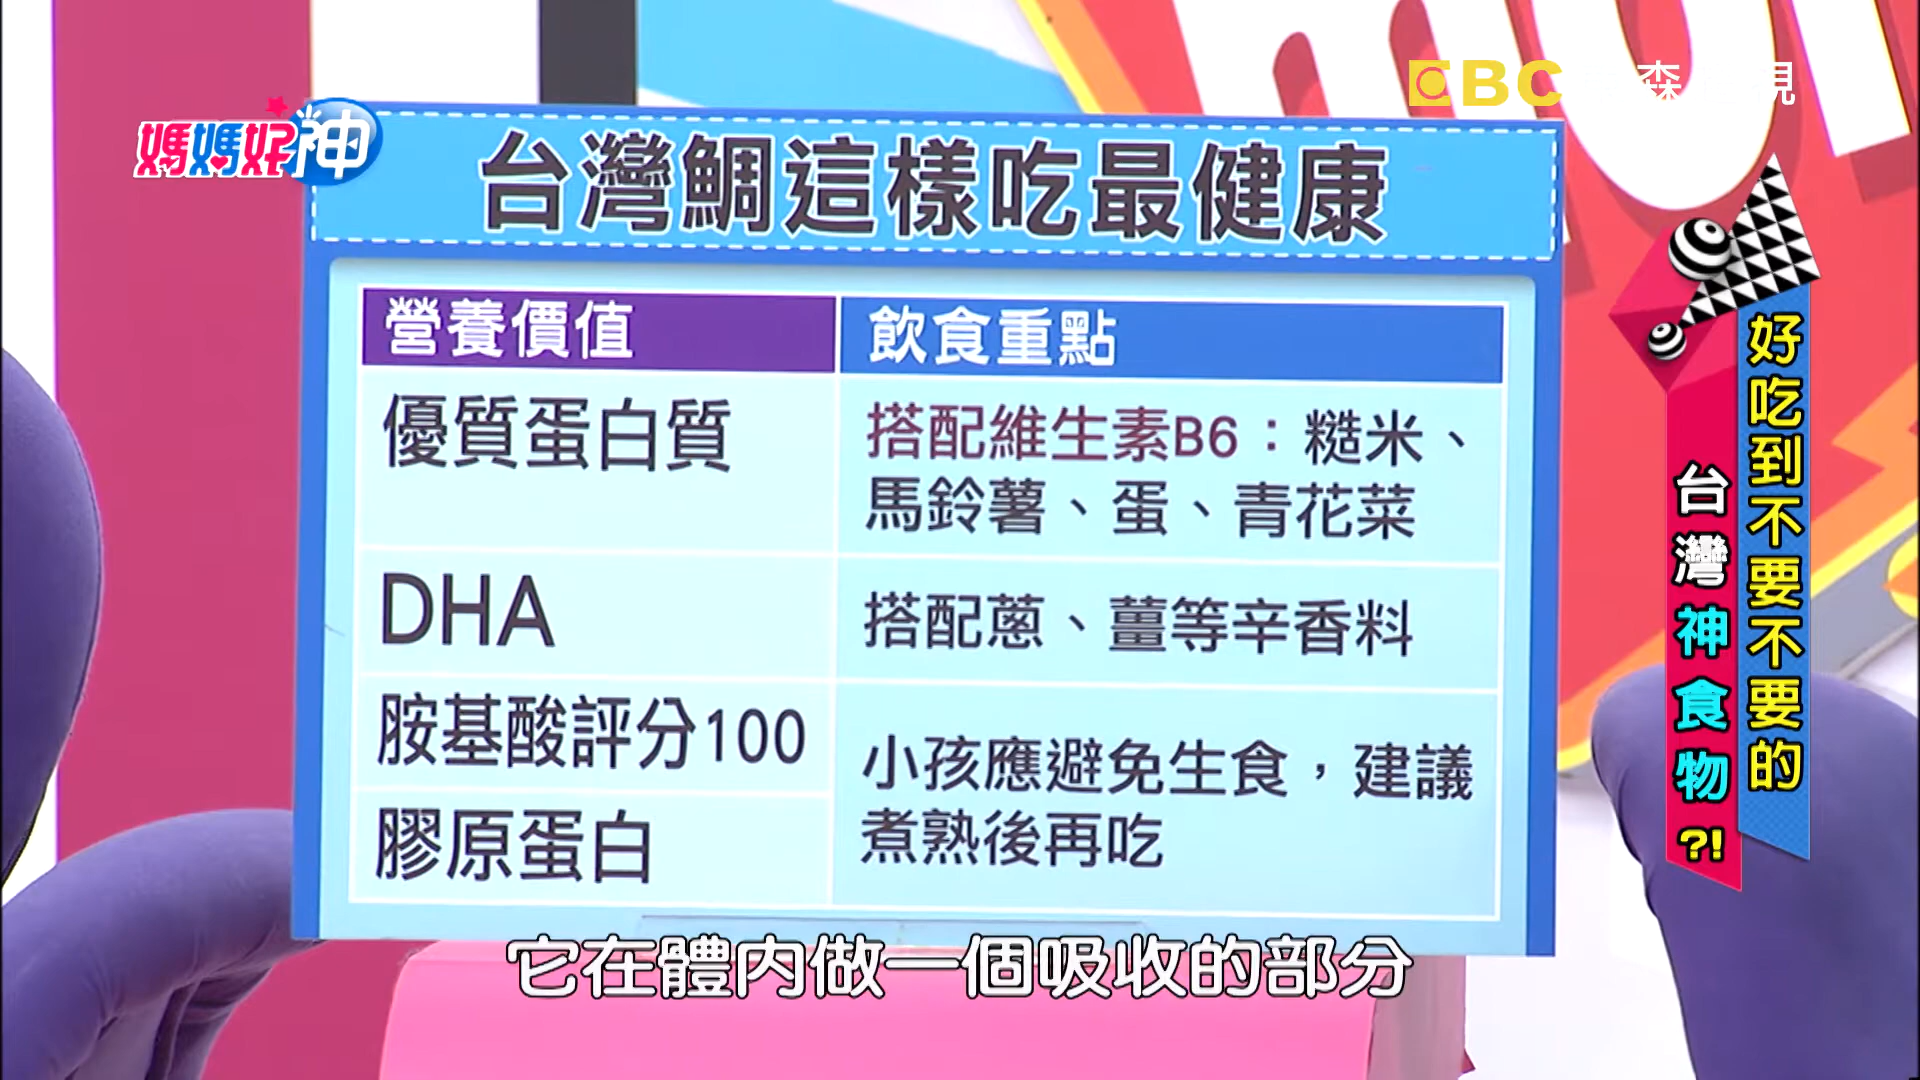 EBC 森 視
媽媽好神
台灣鯛這樣吃最健康
營養價值
飲食重點
優質蛋白質
搭配維生素B6：糙米、
馬鈴薯、蛋、青花菜
DHA
搭配蔥、薑等辛香料
胺基酸評分100
膠原蛋白
小孩應避免生食，建議
煮熟後再吃
好吃到不要不要的
台灣神食物?!
它在體內做一個吸收的部分